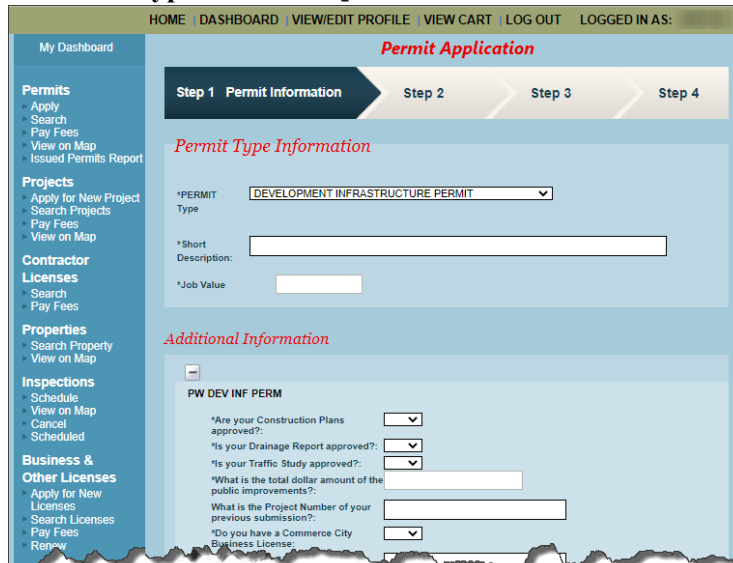 HOME | DASHBOARD | VIEW/EDIT PROFILE | VIEW CART | LOG OUT LOGGED IN AS:
My Dashboard
Permits
Apply
Search
Pay Fees
View on Map
Issued Permits Report
Projects
Apply for New Project
Search Projects
Pay Fees
View on Map
Contractor
Licenses
Search
Pay Fees
Properties
Search Property
View on Map
Inspections
Schedule
View on Map
Cancel
Scheduled
Business &
Other Licenses
Apply for New
Licenses
Search Licenses
Pay Fees
Renew
Permit Application
Step 1 Permit Information
Step 2
Step 3
Step 4
Permit Type Information
*PERMIT
Type
DEVELOPMENT INFRASTRUCTURE PERMIT
*Short
Description:
*Job Value
Additional Information
PW DEV INF PERM
*Are your Construction Plans
approved?:
*Is your Drainage Report approved?:
*Is your Traffic Study approved?:
*What is the total dollar amount of the
public improvements?:
What is the Project Number of your
previous submission?:
*Do you have a Commerce City
Business License: